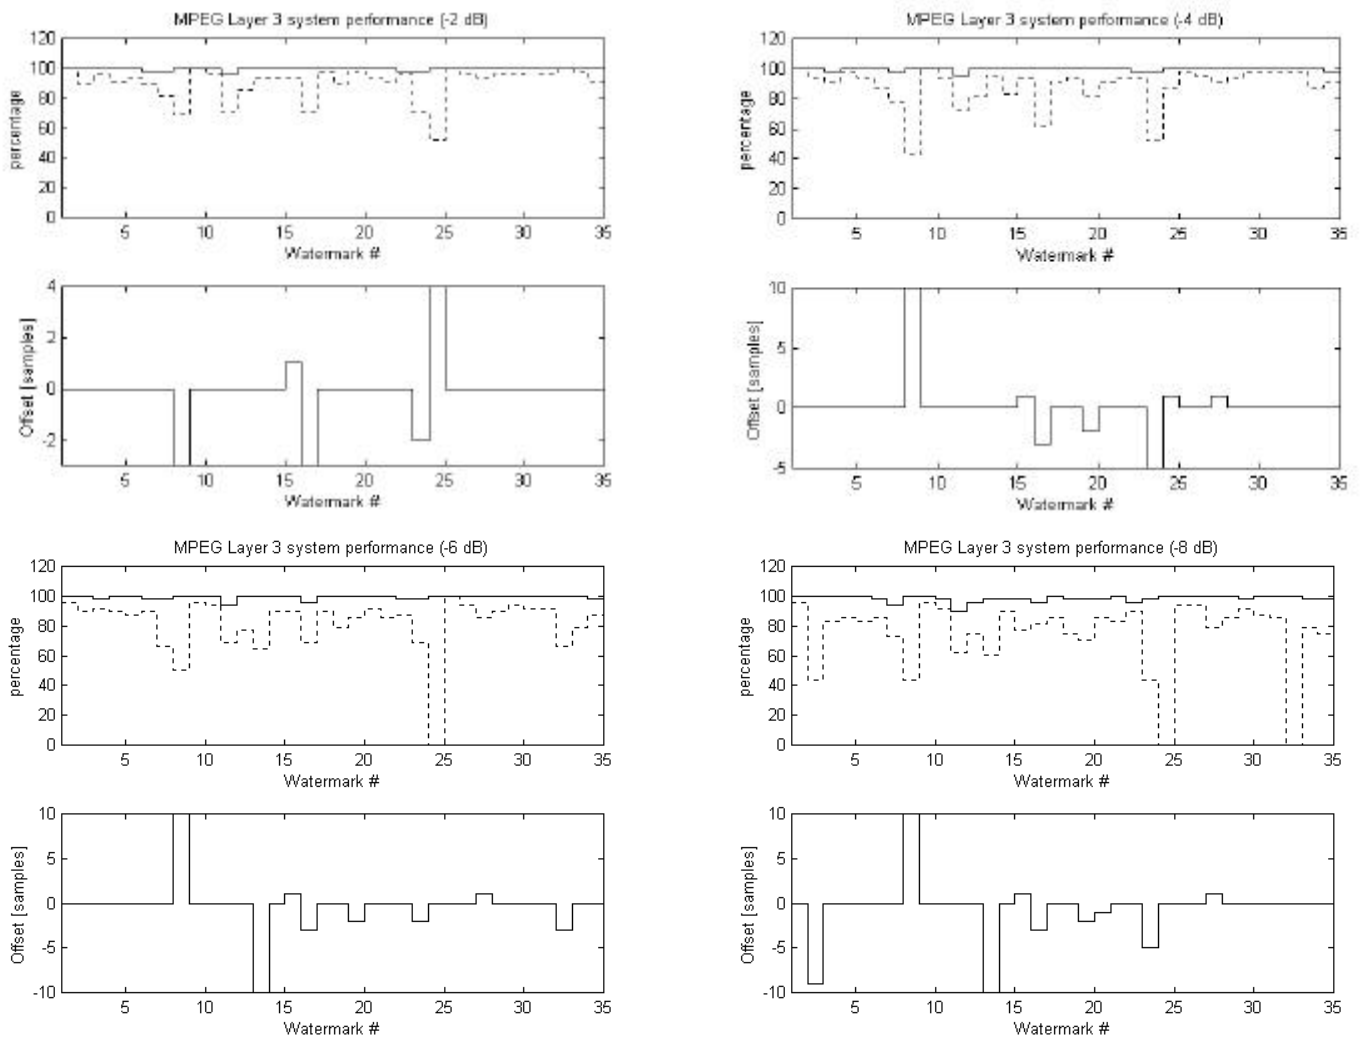 MPEG Layer 3 system performance (-2 dB)
percentage
120
100
80
60
40
20
0
5 10 15 20 25 30 35
Watermark #
Offset [samples]
4
2
0
-2
5 10 15 20 25 30 35
Watermark #
MPEG Layer 3 system performance (-4 dB)
percentage
120
100
80
60
40
20
0
5 10 15 20 25 30 35
Watermark #
Offset [samples]
10
5
0
-5
5 10 15 20 25 30 35
Watermark #
MPEG Layer 3 system performance (-6 dB)
percentage
120
100
80
60
40
20
0
5 10 15 20 25 30 35
Watermark #
Offset [samples]
10
5
0
-5
-10
5 10 15 20 25 30 35
Watermark #
MPEG Layer 3 system performance (-8 dB)
percentage
120
100
80
60
40
20
0
5 10 15 20 25 30 35
Watermark #
Offset [samples]
10
5
0
-5
-10
5 10 15 20 25 30 35
Watermark #